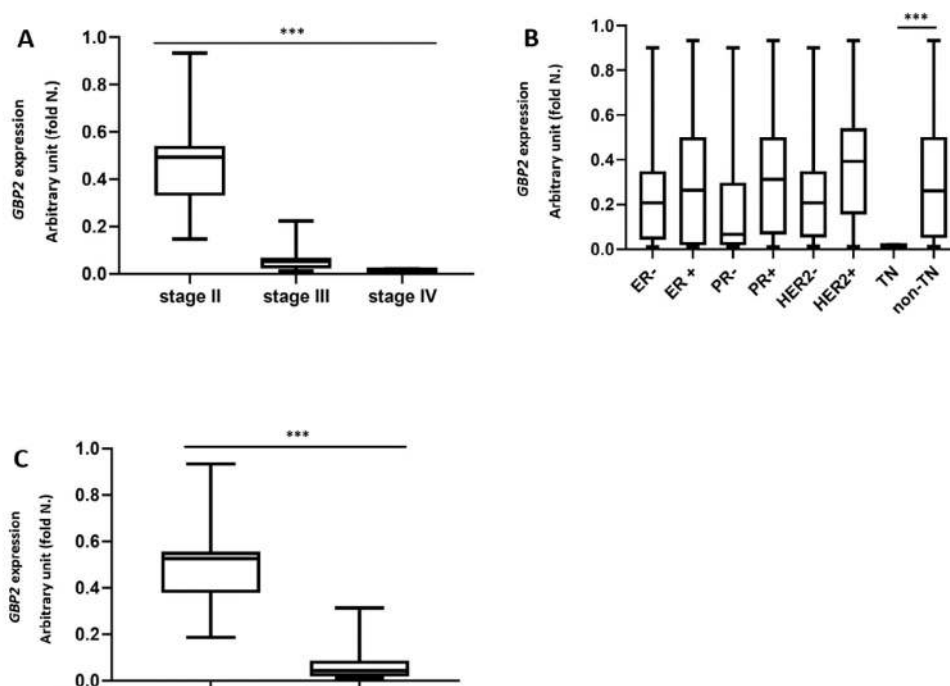 A
***
GBP2 expression
Arbitrary unit (fold N.)
1.0
0.8
0.6
0.4
0.2
0.0
stage II
stage III
stage IV
B
***
GBP2 expression
Arbitrary unit (fold N.)
1.0
0.8
0.6
0.4
0.2
0.0
ER-
ER +
PR-
PR+
HER2-
HER2+
TN
non-TN
C
***
GBP2 expression
Arbitrary unit (fold N.)
1.0
0.8
0.6
0.4
0.2
0.0